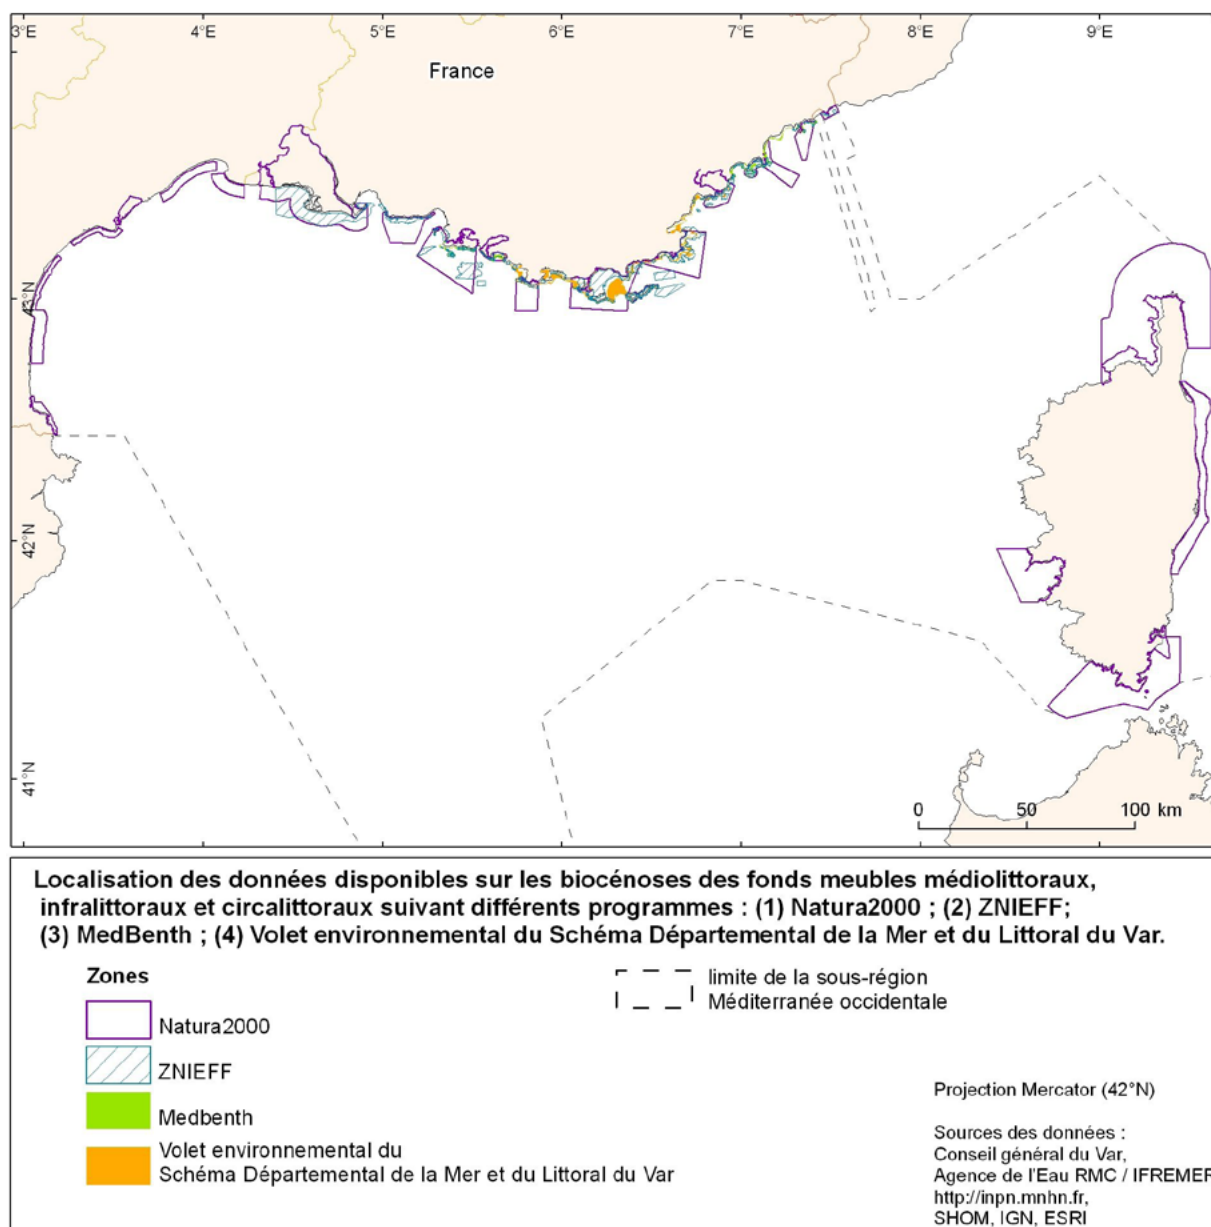 3°E 4°E 5°E 6°E 7°E 8°E 9°E
France
43°N
42°N
41°N
0 50 100 km
Localisation des données disponibles sur les biocénoses des fonds meubles médiolittoraux,
infralittoraux et circalittoraux suivant différents programmes : (1) Natura2000 ; (2) ZNIEFF;
(3) MedBenth ; (4) Volet environnemental du Schéma Départemental de la Mer et du Littoral du Var.
Zones
Natura2000
ZNIEFF
Medbenth
Volet environnemental du
Schéma Départemental de la Mer et du Littoral du Var
limite de la sous-région
Méditerranée occidentale
Projection Mercator (42°N)
Sources des données :
Conseil général du Var,
Agence de l'Eau RMC / IFREMER
http://inpn.mnhn.fr,
SHOM, IGN, ESRI